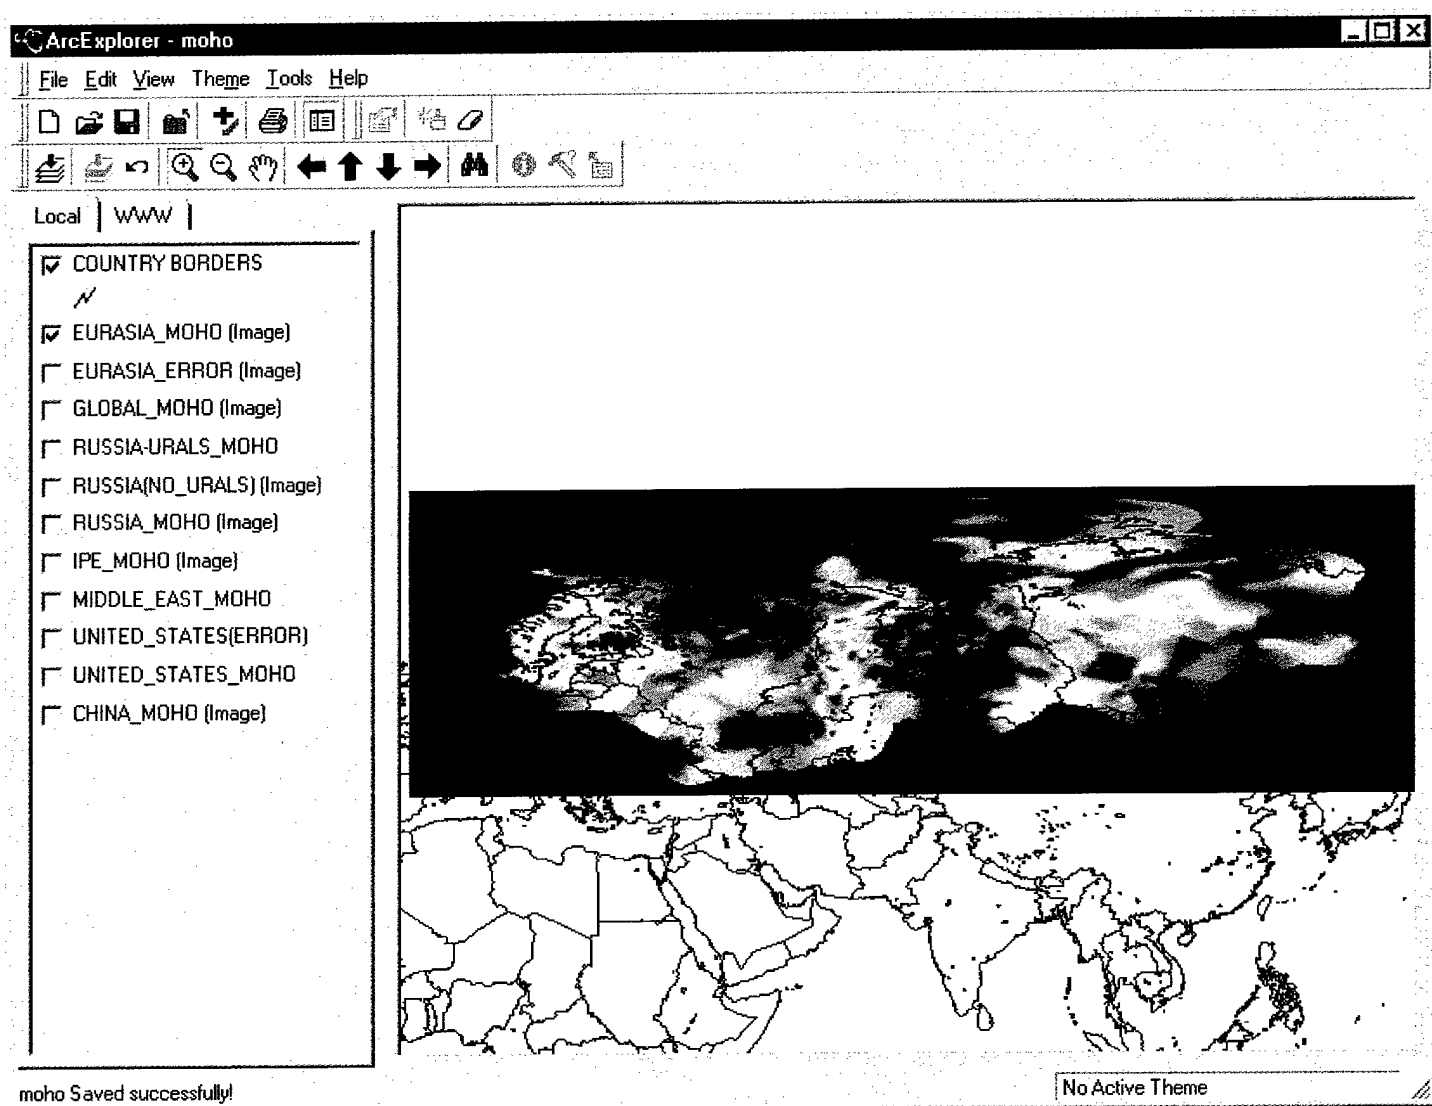 ArcExplorer - moho
File Edit View Theme Tools Help
Local WWW
COUNTRY BORDERS
EURASIA_MOHO (Image)
EURASIA_ERROR (Image)
GLOBAL_MOHO (Image)
RUSSIA-URALS_MOHO
RUSSIA(NO_URALS) (Image)
RUSSIA_MOHO (Image)
IPE_MOHO (Image)
MIDDLE_EAST_MOHO
UNITED_STATES(ERROR)
UNITED_STATES_MOHO
CHINA_MOHO (Image)
moho Saved successfully!
No Active Theme